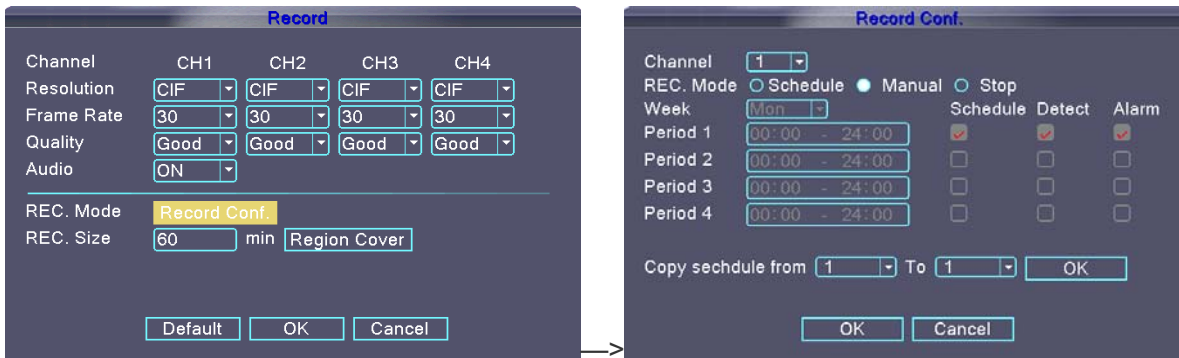 Record
Channel CH1 CH2 CH3 CH4
Resolution CIF CIF CIF CIF
Frame Rate 30 30 30 30
Quality Good Good Good Good
Audio ON
REC. Mode Record Conf.
REC. Size 60 min Region Cover
Default OK Cancel
—>
Record Conf.
Channel 1
REC. Mode Schedule Manual Stop
Week Mon Schedule Detect Alarm
Period 1 00:00 - 24:00
Period 2 00:00 - 24:00
Period 3 00:00 - 24:00
Period 4 00:00 - 24:00
Copy sechdule from 1 To 1 OK
OK Cancel